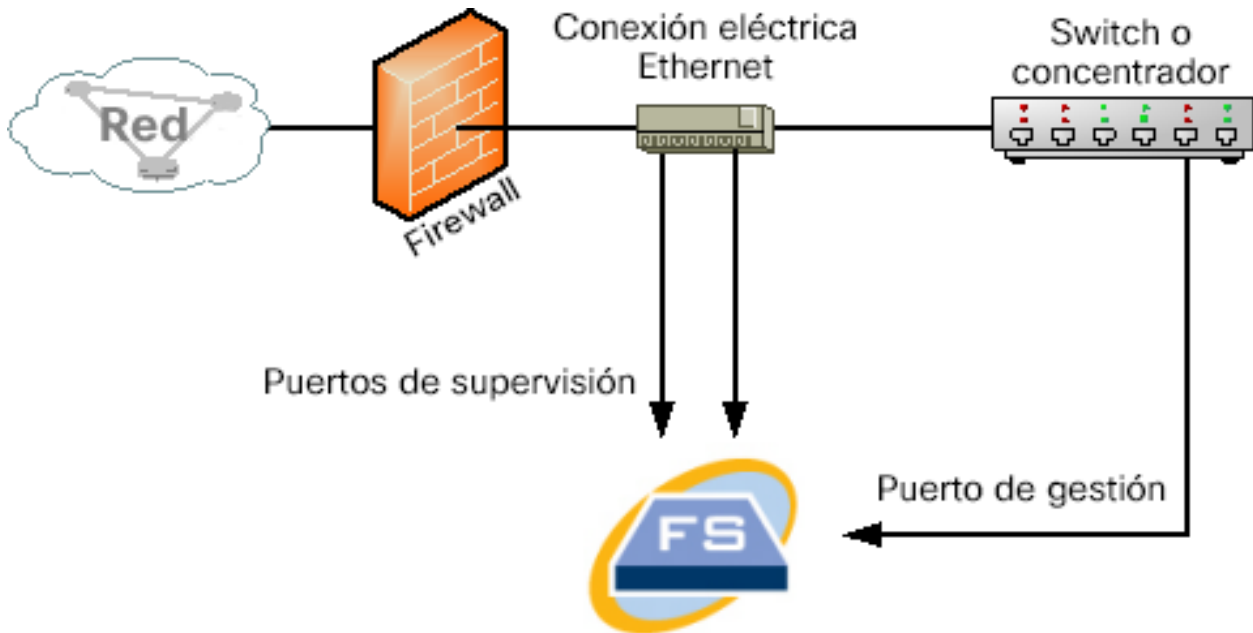 Conexión eléctrica
Ethernet
Switch o
concentrador
Red
Firewall
Puertos de supervisión
Puerto de gestión
FS